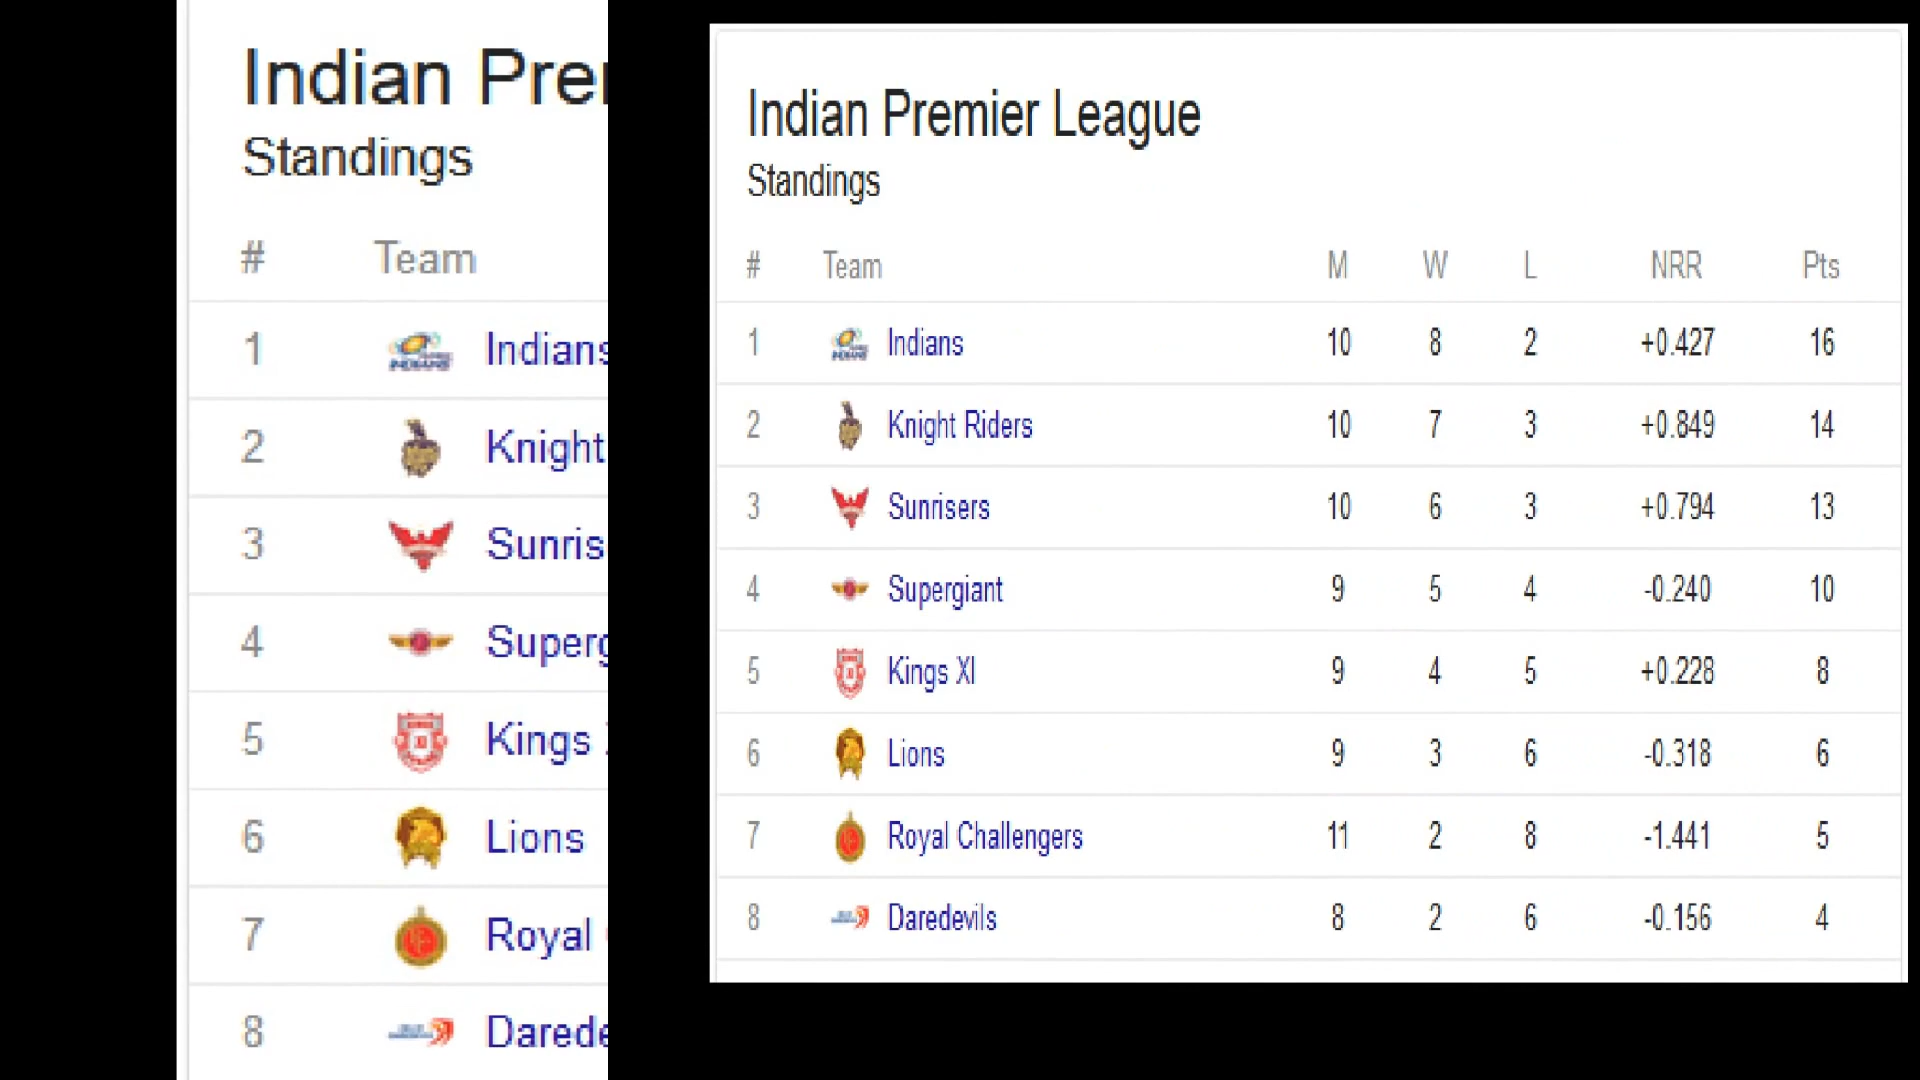 Indian Pre
Standings
# Team
1 Indians
2 Knight
3 Sunris
4 Superg
5 Kings
6 Lions
7 Royal
8 Darede
Indian Premier League
Standings
# Team M W L NRR Pts
1 Indians 10 8 2 +0.427 16
2 Knight Riders 10 7 3 +0.849 14
3 Sunrisers 10 6 3 +0.794 13
4 Supergiant 9 5 4 -0.240 10
5 Kings XI 9 4 5 +0.228 8
6 Lions 9 3 6 -0.318 6
7 Royal Challengers 11 2 8 -1.441 5
8 Daredevils 8 2 6 -0.156 4